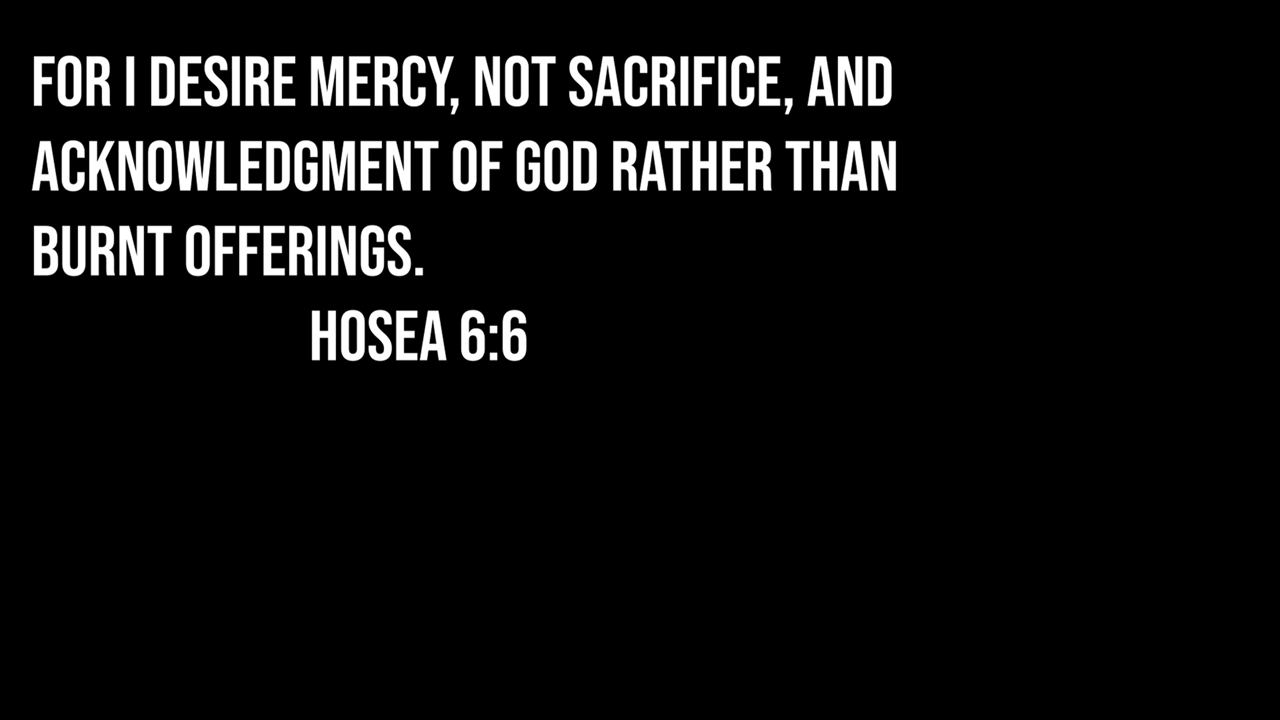 FOR I DESIRE MERCY, NOT SACRIFICE, AND
ACKNOWLEDGMENT OF GOD RATHER THAN
BURNT OFFERINGS.
HOSEA 6:6